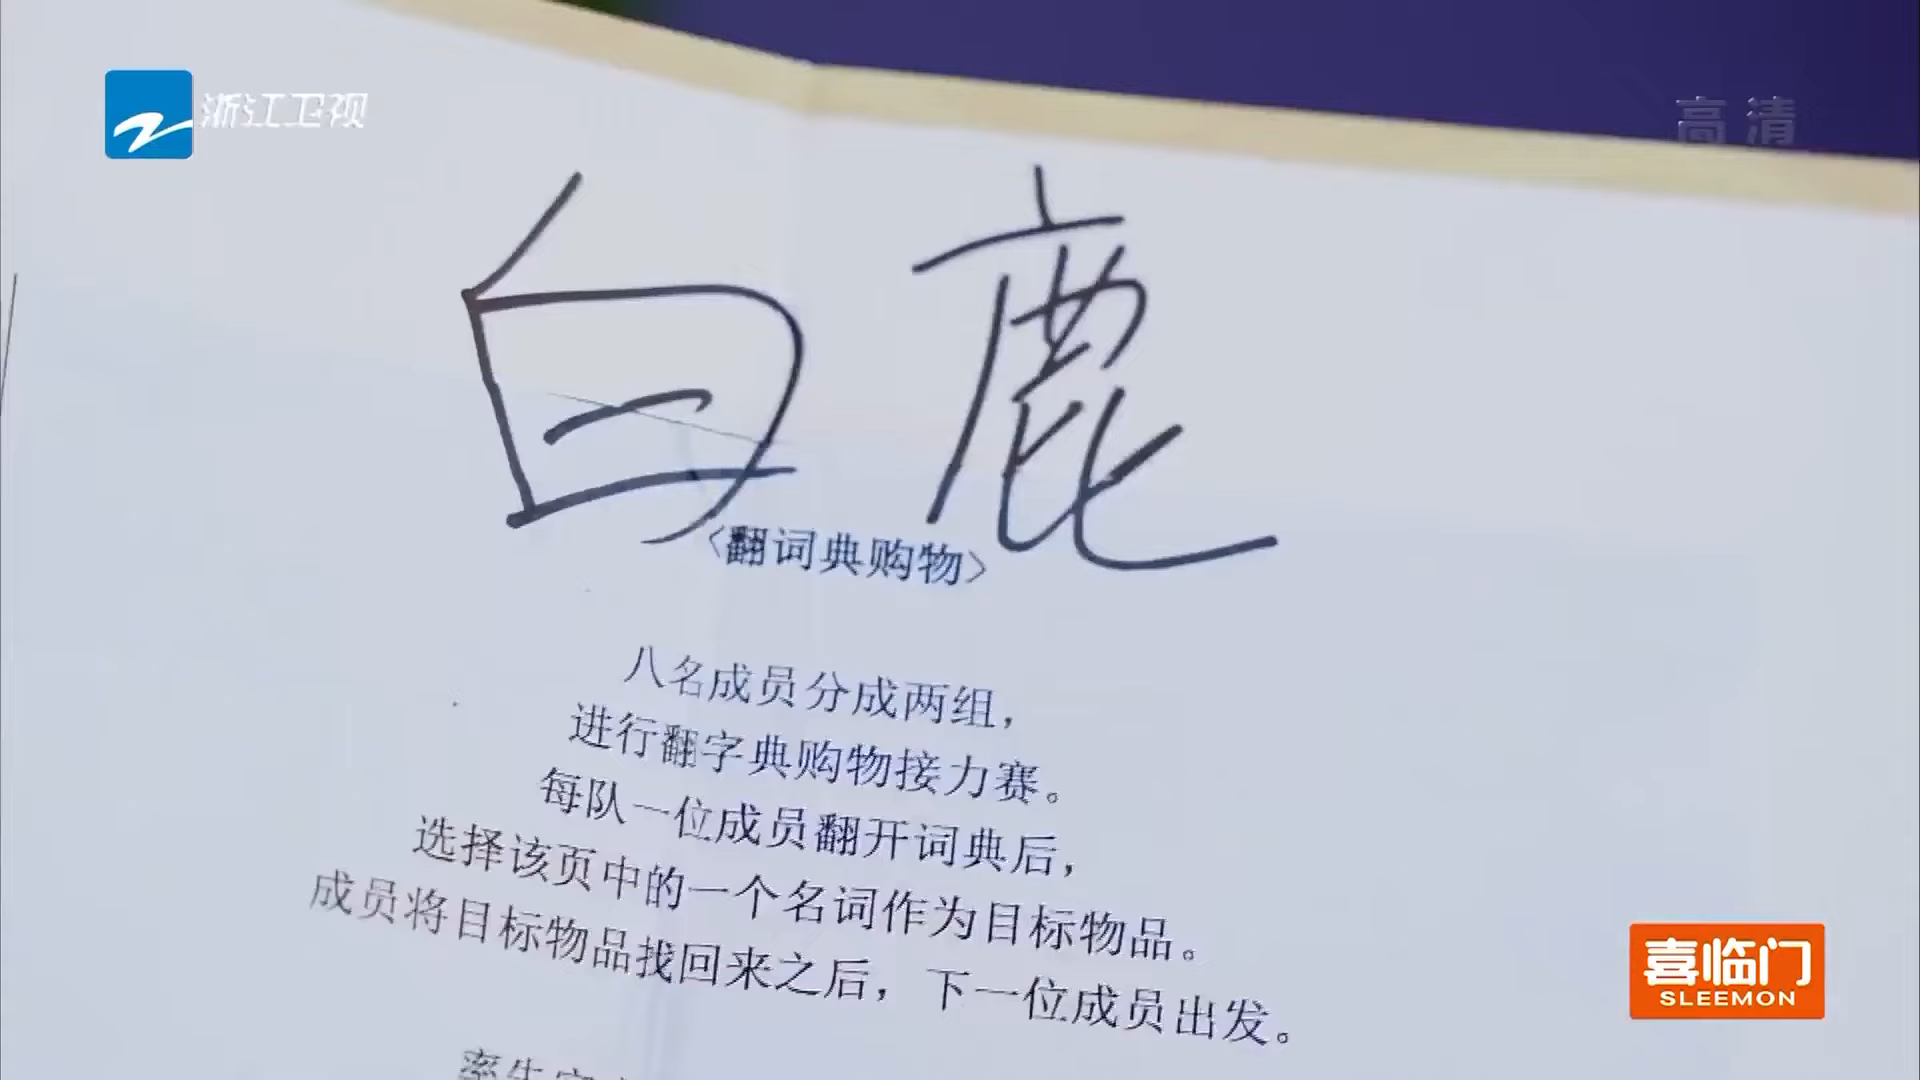 浙江卫视
高清
白鹿
〈翻词典购物〉
八名成员分成两组，
进行翻字典购物接力赛。
每队一位成员翻开词典后，
选择该页中的一个名词作为目标物品。
成员将目标物品找回来之后，下一位成员出发。
率先完
喜临门
SLEEMON